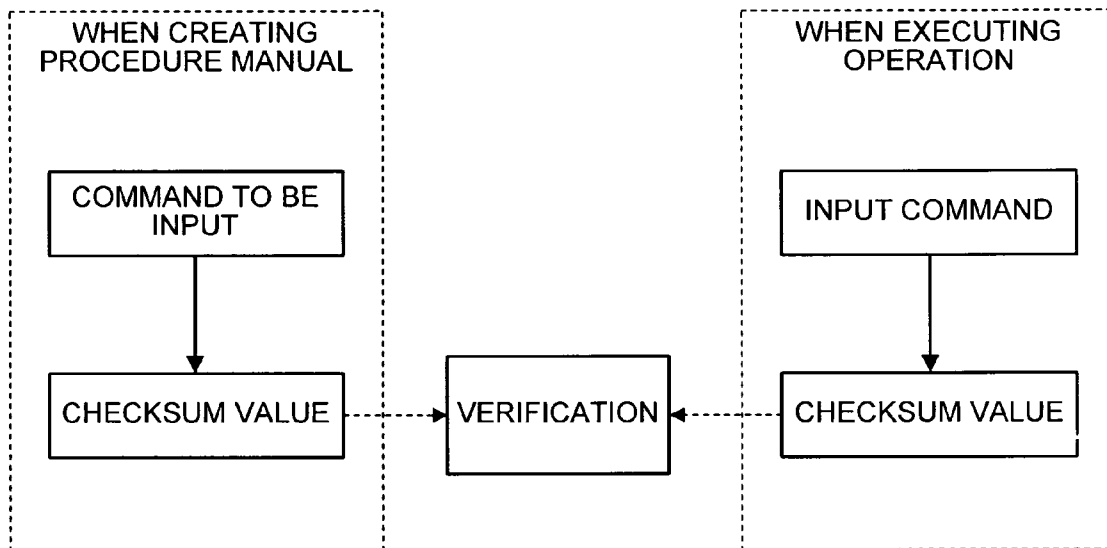 WHEN CREATING
PROCEDURE MANUAL
COMMAND TO BE
INPUT
CHECKSUM VALUE
VERIFICATION
WHEN EXECUTING
OPERATION
INPUT COMMAND
CHECKSUM VALUE